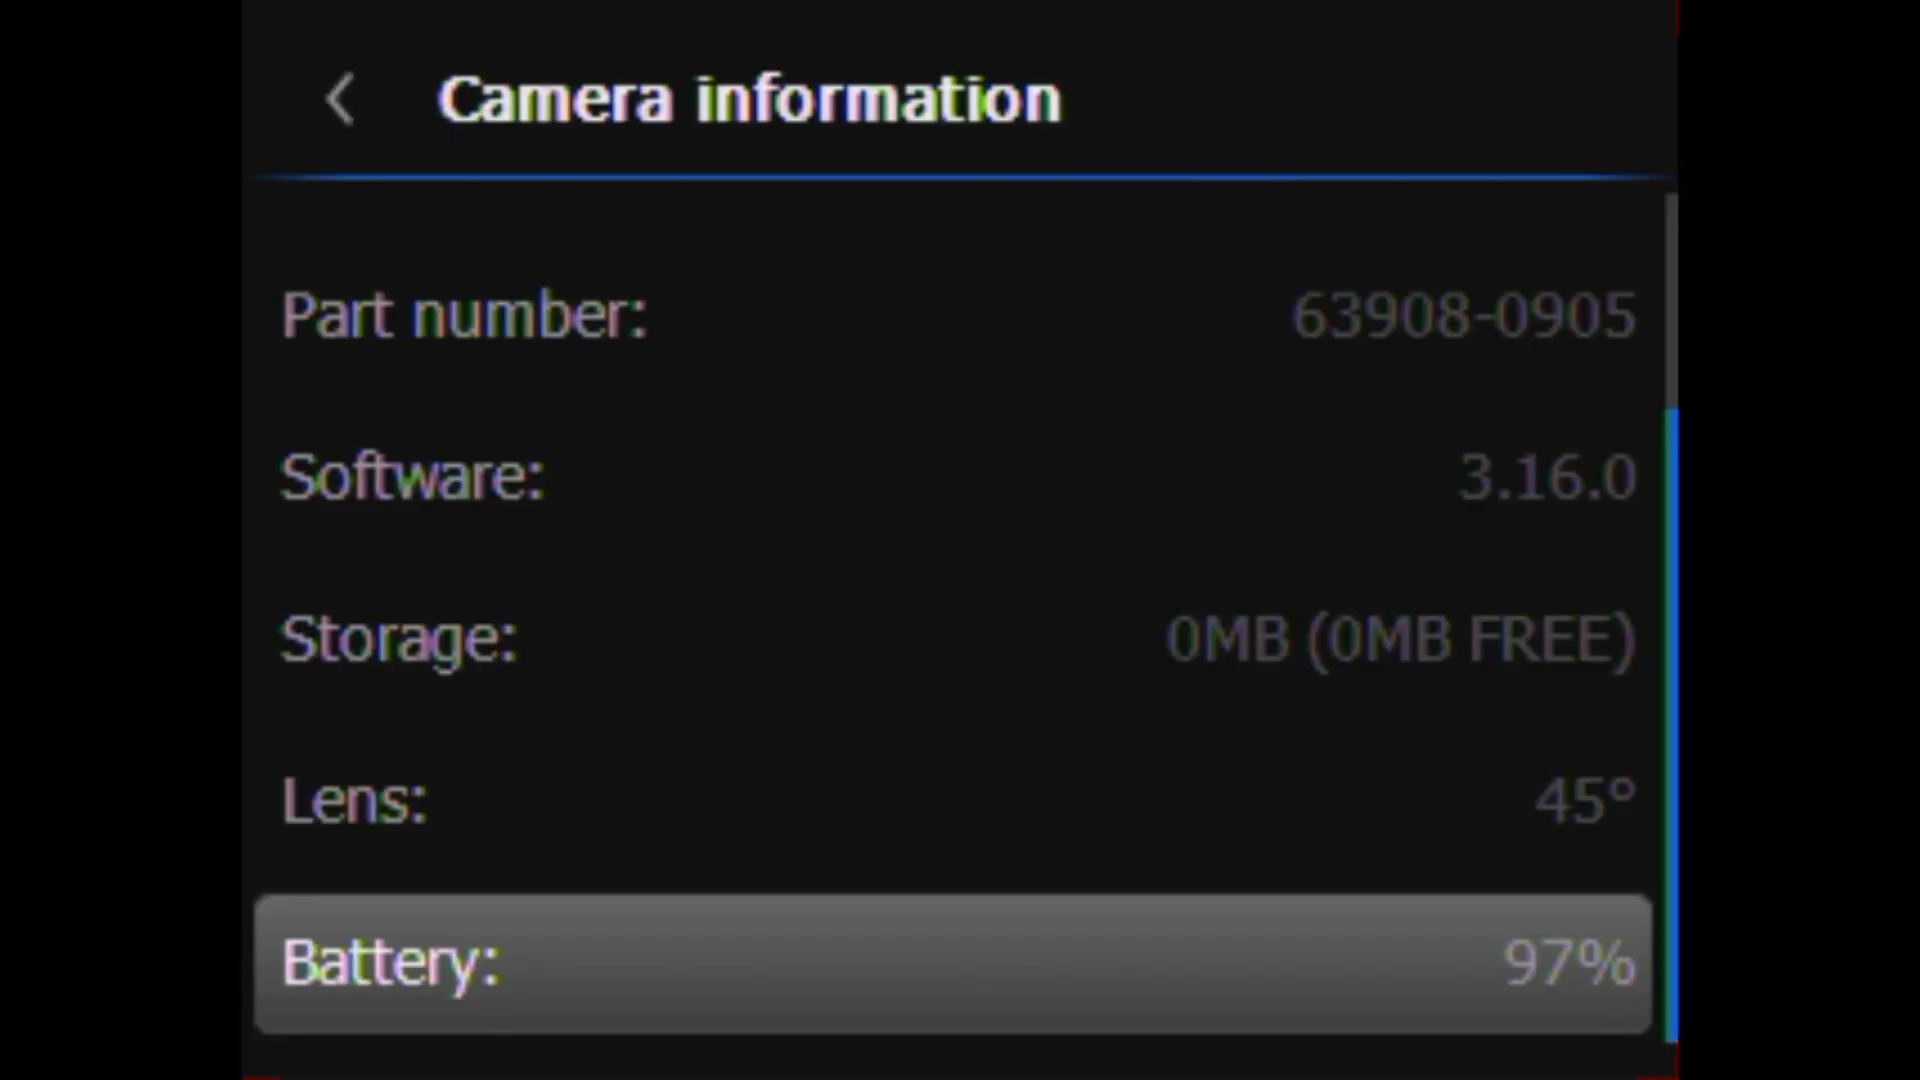 Camera information
Part number: 63908-0905
Software: 3.16.0
Storage: 0MB (0MB FREE)
Lens: 45°
Battery: 97%